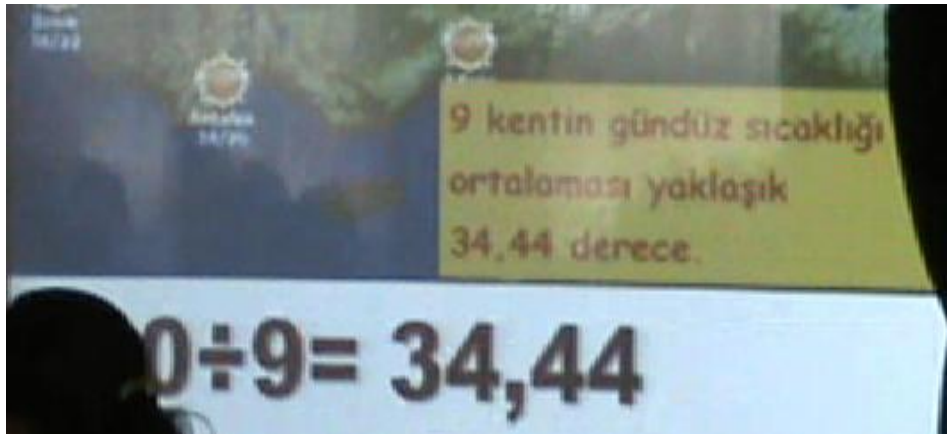 9 kentin gündüz sıcaklığı
ortalaması yaklaşık
34,44 derece.
0÷9= 34,44